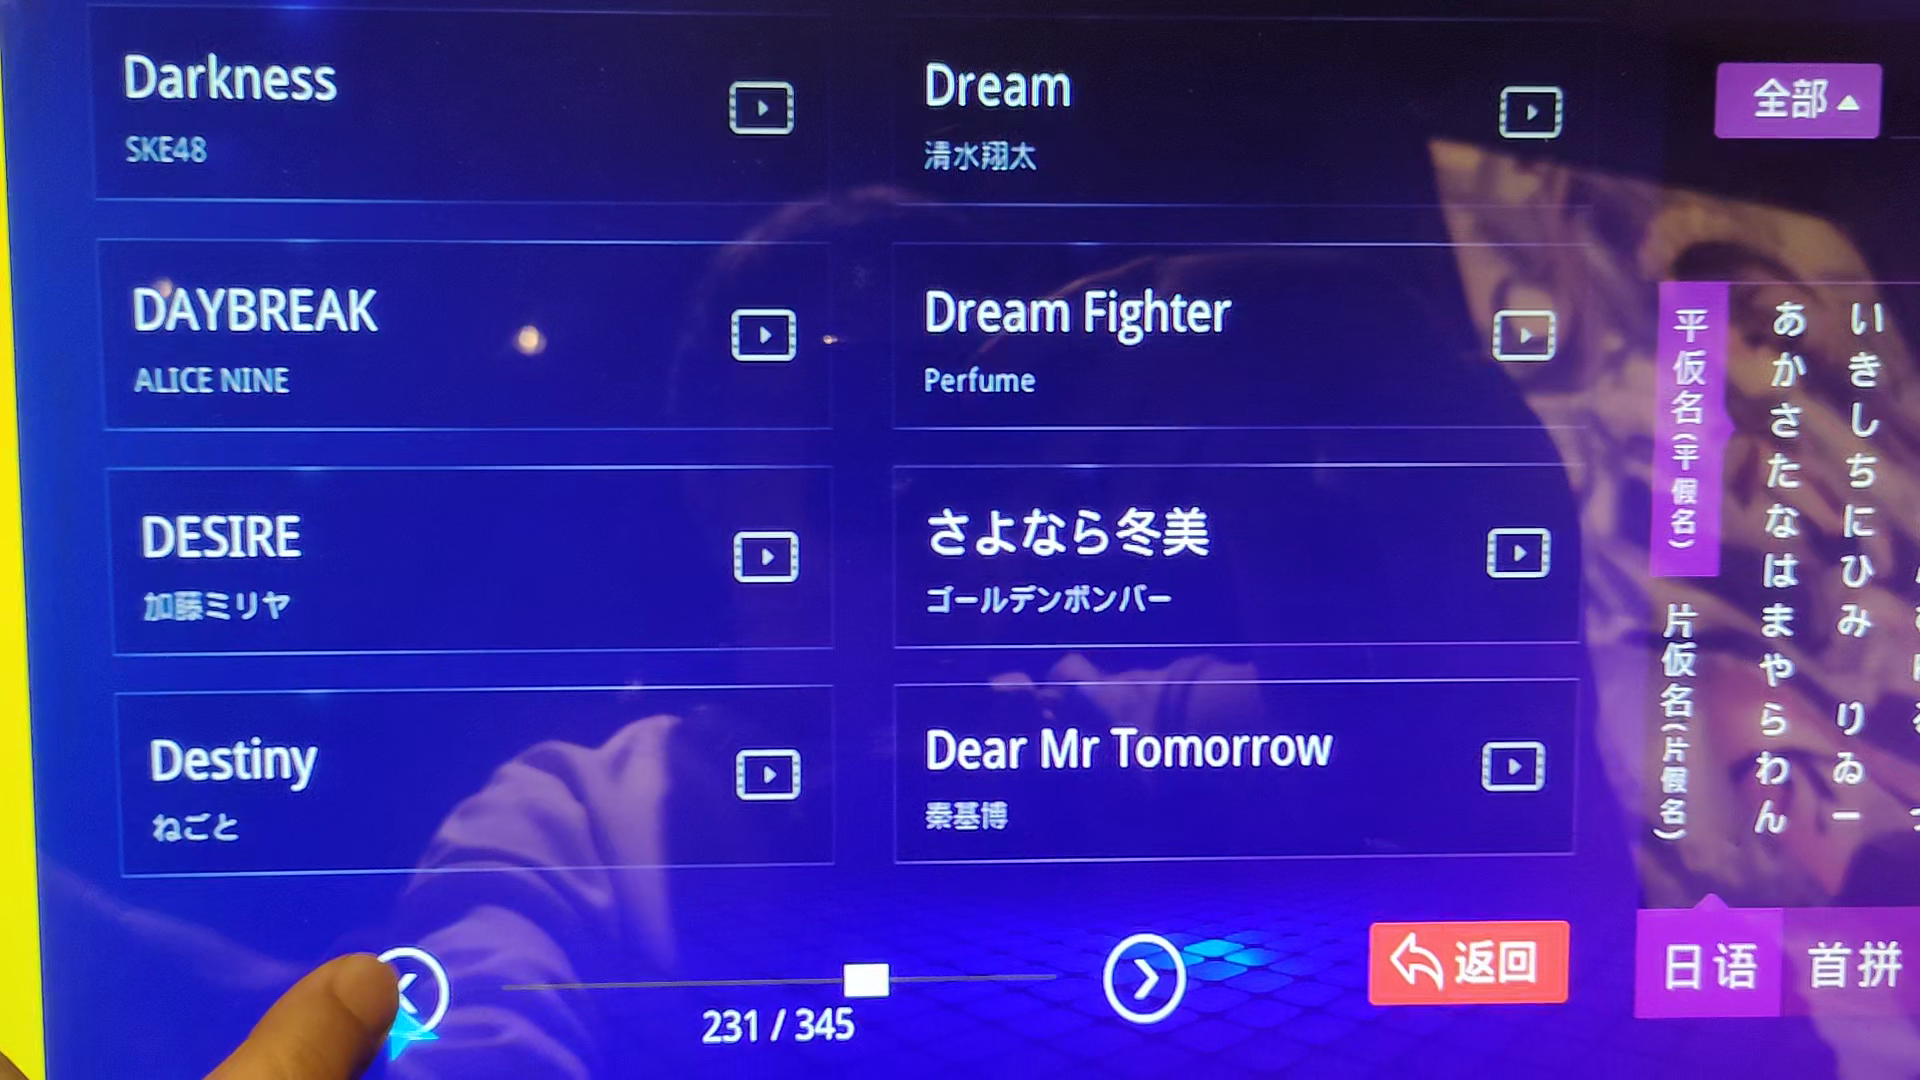 Darkness
SKE48
Dream
清水翔太
DAYBREAK
ALICE NINE
Dream Fighter
Perfume
DESIRE
加藤ミリヤ
さよなら冬美
ゴールデンボンバー
Destiny
ねごと
Dear Mr Tomorrow
秦基博
231 / 345
返回
全部
平仮名(平假名)
片仮名(片假名)
あかさたなはまやらわん
いきしちにひみ りゐー
日语
首拼